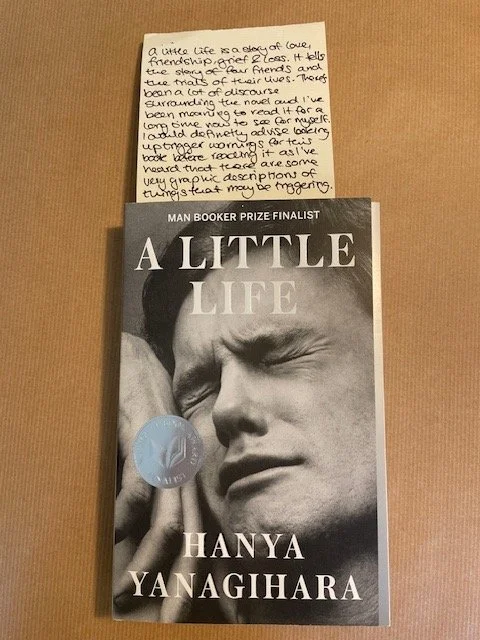 A little life is a story of love,
friendship, grief & loss. It tells
the story of four friends and
the trials of their lives. There's
been a lot of discourse
surrounding the novel and I've
been meaning to read it for a
long time now to see for myself.
I would definetly advise looking
up trigger warnings for this
book before reading it as I've
heard that there are some
very graphic descriptions of
things that may be triggering.
MAN BOOKER PRIZE FINALIST
A LITTLE
LIFE
HANYA
YANAGIHARA